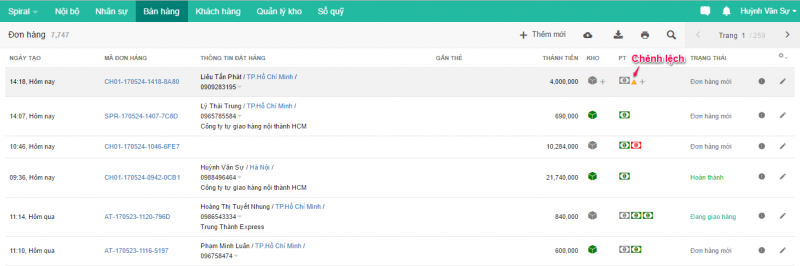 Spiral Nội bộ Nhân sự Bán hàng Khách hàng Quản lý kho Sổ quỹ Huỳnh Văn Sự
Đơn hàng 7,747 Thêm mới Trang 1 / 259
Chênh lệch
NGÀY TẠO MÃ ĐƠN HÀNG THÔNG TIN ĐẶT HÀNG GẮN THẺ THÀNH TIỀN KHO PT TRẠNG THÁI
Liêu Tấn Phát / TP.Hồ Chí Minh /
14:18, Hôm nay CH01-170524-1418-8A80 4,000,000 Đơn hàng mới
0909283195
Lý Thái Trung / TP.Hồ Chí Minh /
14:07, Hôm nay SPR-170524-1407-7C8D 0965785584 690,000 Đơn hàng mới
Công ty tự giao hàng nội thành HCM
10:46, Hôm nay CH01-170524-1046-6FE7 10,284,000 Đơn hàng mới
Huỳnh Văn Sự / Hà Nội /
09:36, Hôm nay CH01-170524-0942-0CB1 0988496464 21,740,000 Hoàn thành
Công ty tự giao hàng nội thành HCM
Hoàng Thị Tuyết Nhung / TP.Hồ Chí Minh /
11:14, Hôm qua AT-170523-1120-796D 0986543334 840,000 Đang giao hàng
Trung Thành Express
Phạm Minh Luân / TP.Hồ Chí Minh /
11:10, Hôm qua AT-170523-1116-5197 600,000 Đơn hàng mới
096758474